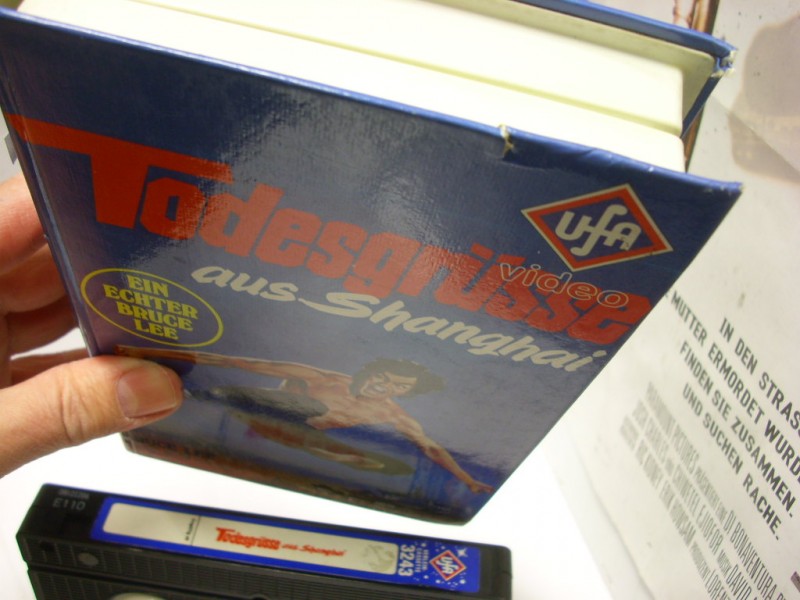 Todesgrüsse
aus Shanghai
UFA
video
EIN
ECHTER
BRUCE
LEE
E110
Todesgrüsse aus Shanghai
3243
UFA
IN DEN STRASS
MUTTER ERMORDET WURD
FINDEN SIE ZUSAMMEN.
UND SUCHEN RACHE.